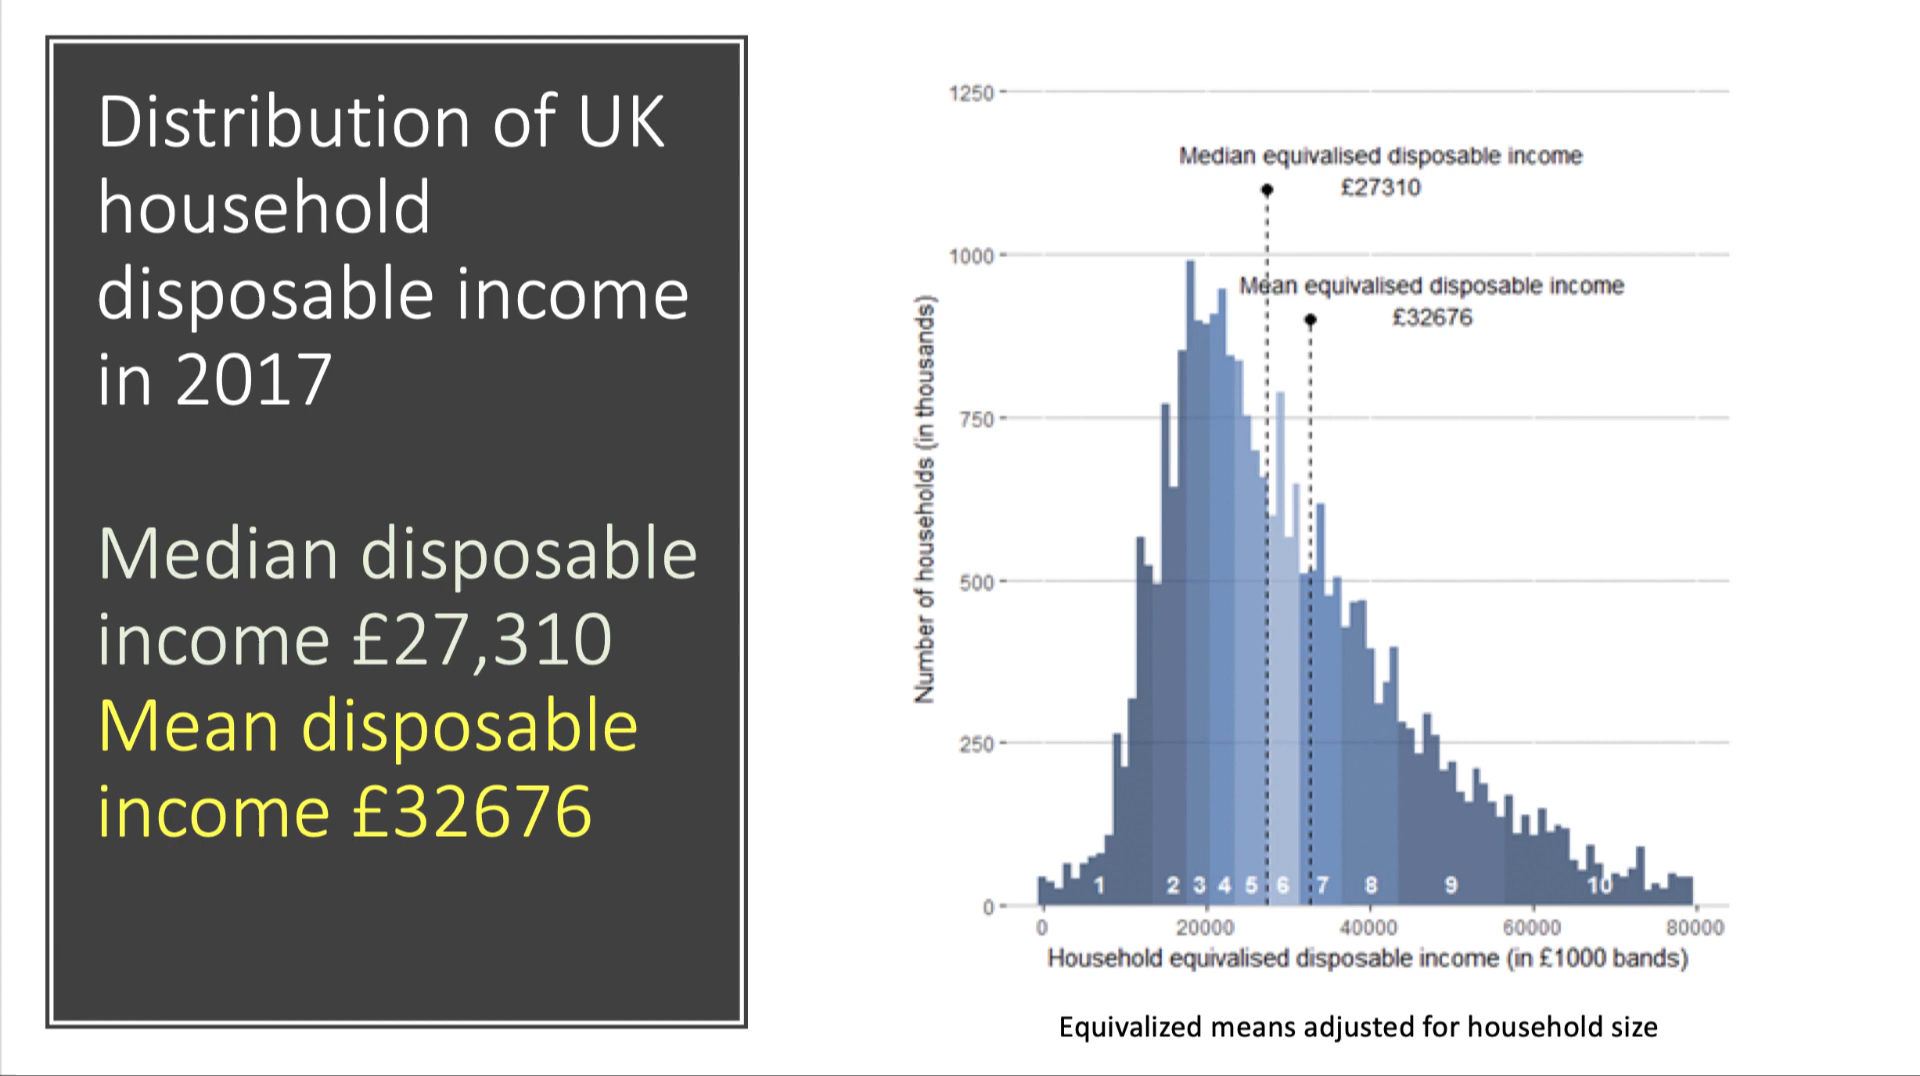 Distribution of UK
household
disposable income
in 2017
Median disposable
income £27,310
Mean disposable
income £32676
1250
Median equivalised disposable income
£27310
1000
Mean equivalised disposable income
£32676
750
500
250
0
Number of households (in thousands)
1 2 3 4 5 6 7 8 9 10
0 20000 40000 60000 80000
Household equivalised disposable income (in £1000 bands)
Equivalized means adjusted for household size